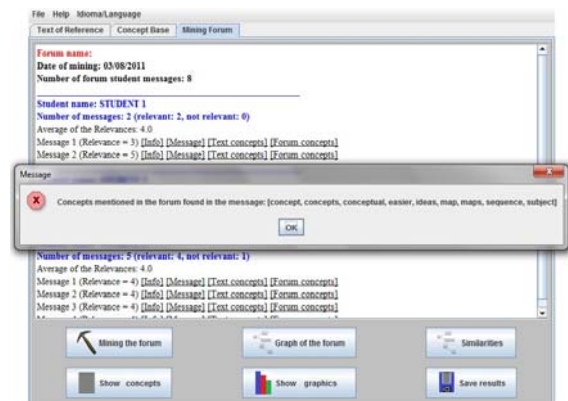 File Help Idioma/Language
Text of Reference Concept Base Mining Forum
Forum name:
Date of mining: 03/08/2011
Number of forum student messages: 8
Student name: STUDENT 1
Number of messages: 2 (relevant: 2, not relevant: 0)
Average of the Relevances: 4.0
Message 1 (Relevance = 3) [Info] [Message] [Text concepts] [Forum concepts]
Message 2 (Relevance = 5) [Info] [Message] [Text concepts] [Forum concepts]
Message
Concepts mentioned in the forum found in the message: [concept, concepts, conceptual, easier, ideas, map, maps, sequence, subject]
OK
Number of messages: 5 (relevant: 4, not relevant: 1)
Average of the Relevances: 4.0
Message 1 (Relevance = 4) [Info] [Message] [Text concepts] [Forum concepts]
Message 2 (Relevance = 4) [Info] [Message] [Text concepts] [Forum concepts]
Message 3 (Relevance = 4) [Info] [Message] [Text concepts] [Forum concepts]
Mining the forum Graph of the forum Similarities
Show concepts Show graphics Save results